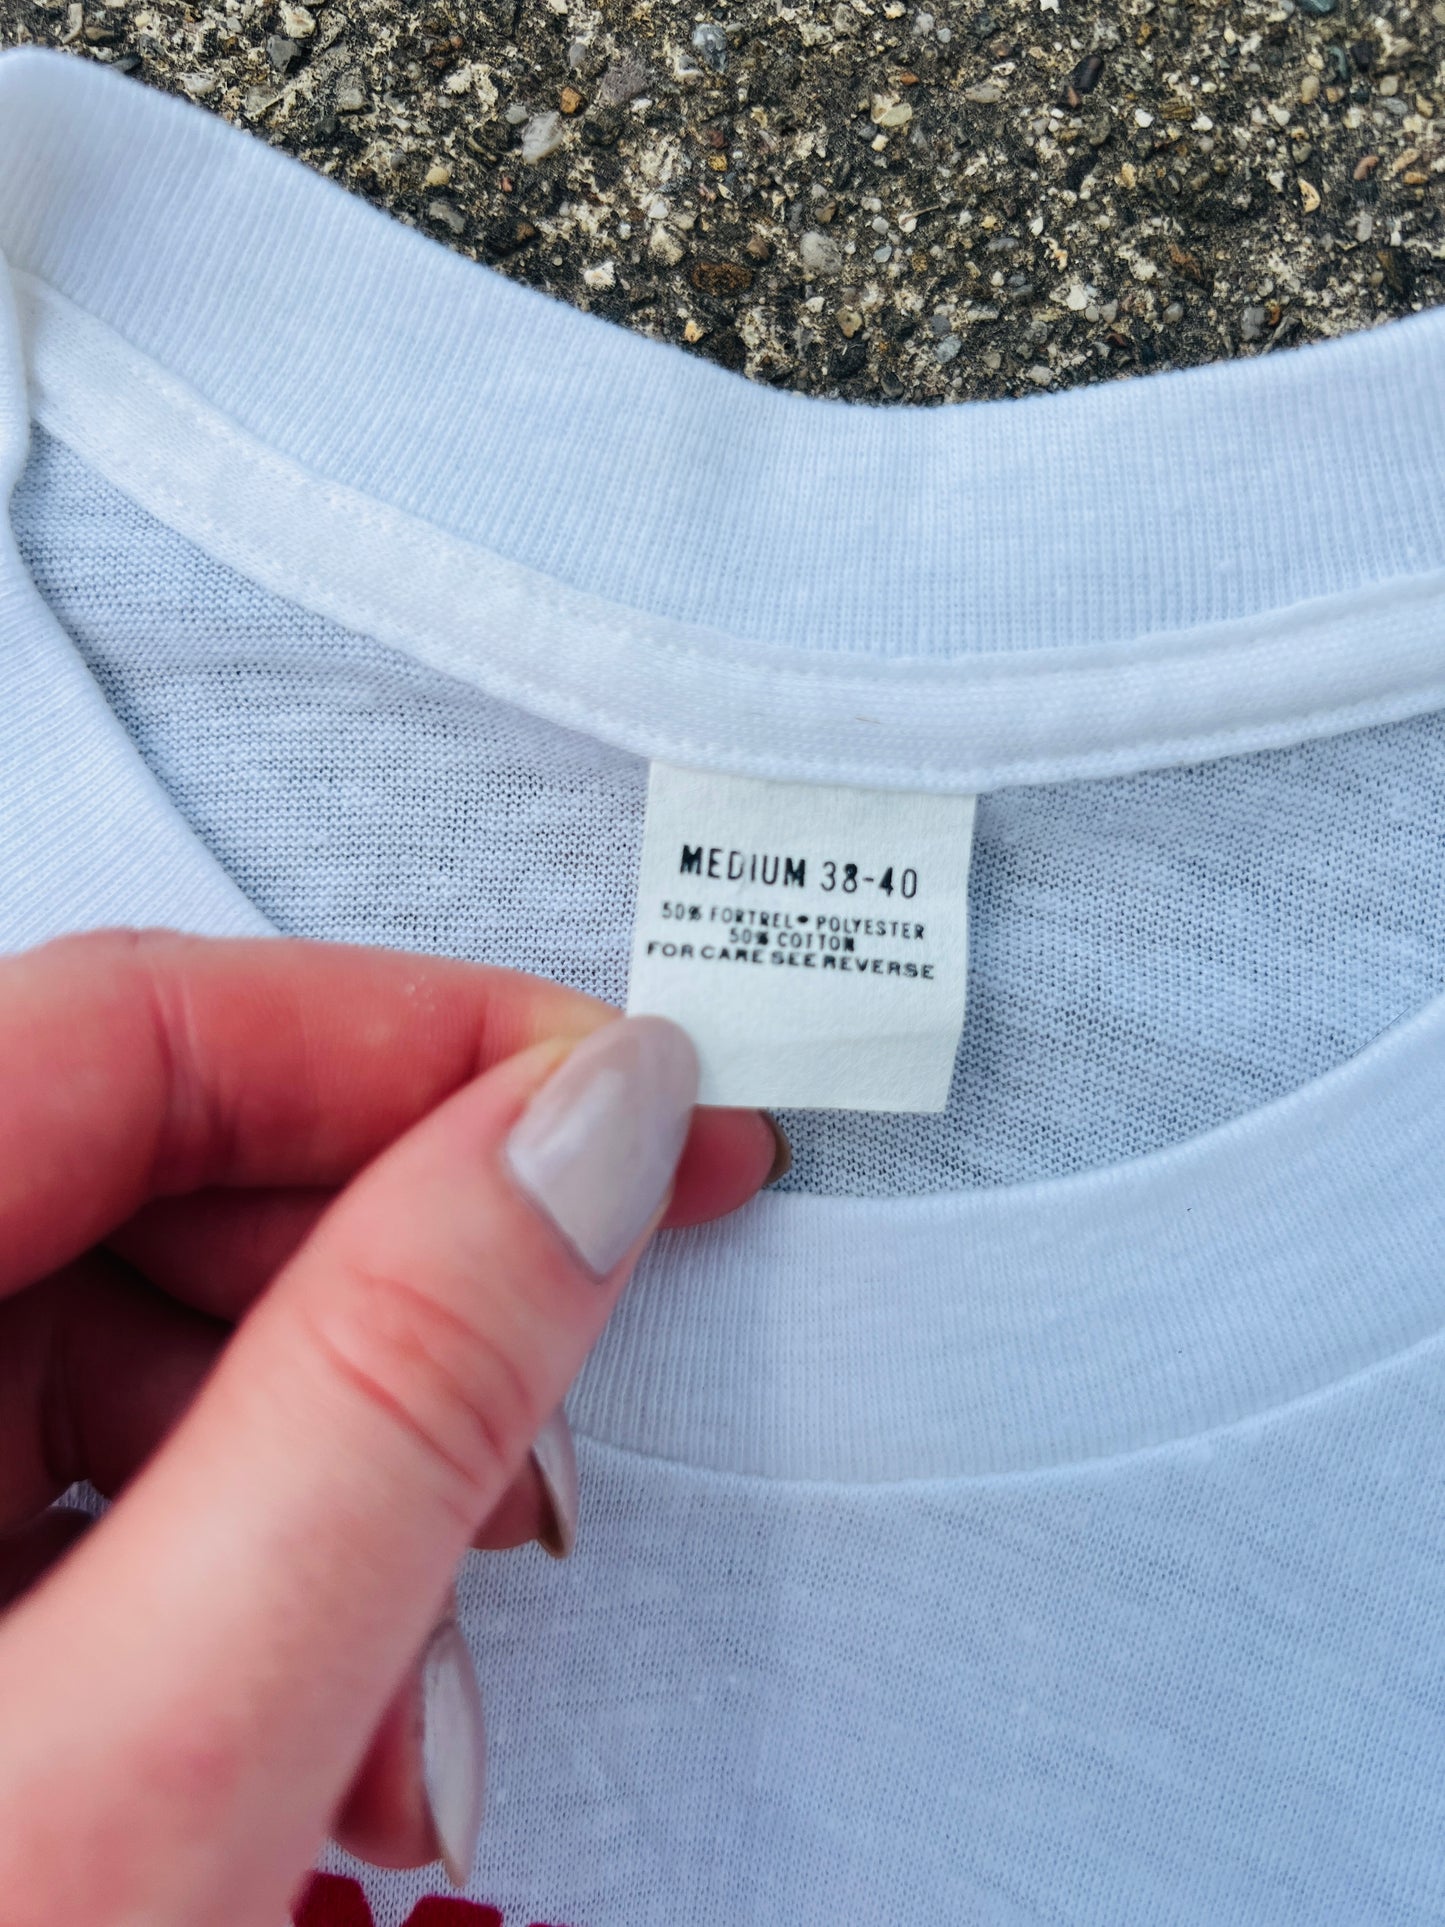 MEDIUM 38-40
50% FORTREL® POLYESTER
50% COTTON
FOR CARE SEE REVERSE